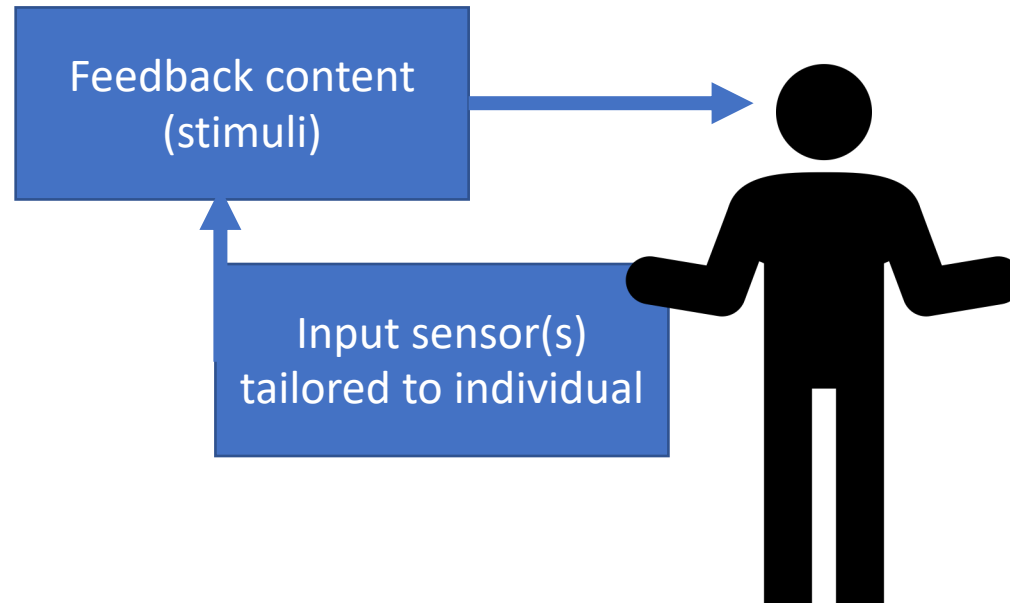 Feedback content
(stimuli)
Input sensor(s)
tailored to individual